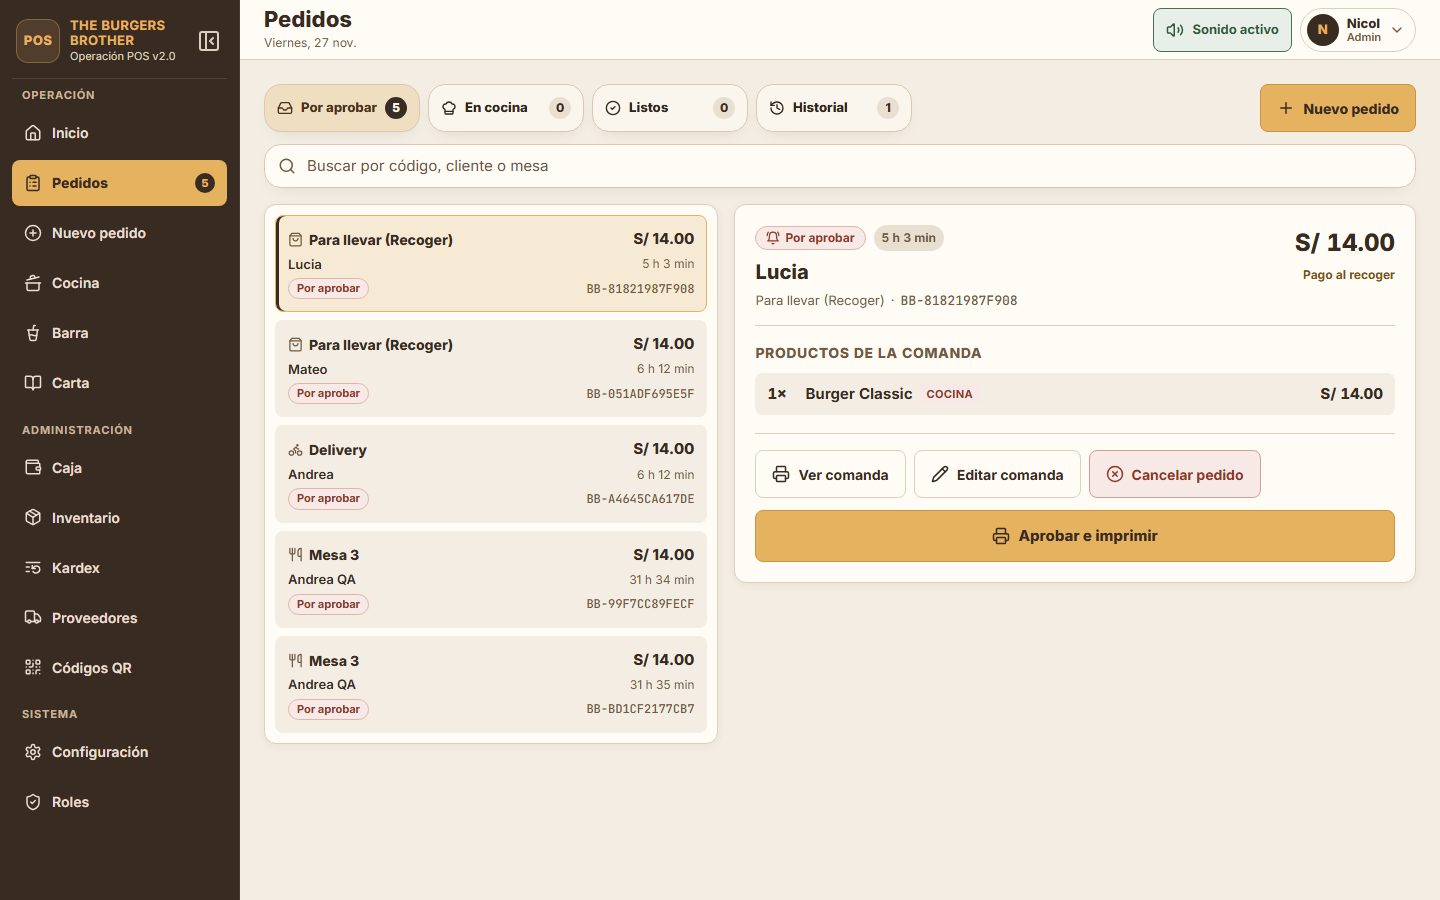 POS
THE BURGERS
BROTHER
Operación POS v2.0
OPERACIÓN
Inicio
Pedidos 5
Nuevo pedido
Cocina
Barra
Carta
ADMINISTRACIÓN
Caja
Inventario
Kardex
Proveedores
Códigos QR
SISTEMA
Configuración
Roles
Pedidos
Viernes, 27 nov.
Sonido activo
N
Nicol
Admin
Por aprobar 5
En cocina 0
Listos 0
Historial 1
Nuevo pedido
Buscar por código, cliente o mesa
Para llevar (Recoger) S/ 14.00
Lucia 5 h 3 min
Por aprobar BB-81821987F908
Para llevar (Recoger) S/ 14.00
Mateo 6 h 12 min
Por aprobar BB-051ADF695E5F
Delivery S/ 14.00
Andrea 6 h 12 min
Por aprobar BB-A4645CA617DE
Mesa 3 S/ 14.00
Andrea QA 31 h 34 min
Por aprobar BB-99F7CC89FECF
Mesa 3 S/ 14.00
Andrea QA 31 h 35 min
Por aprobar BB-BD1CF2177CB7
Por aprobar 5 h 3 min
S/ 14.00
Lucia
Pago al recoger
Para llevar (Recoger) · BB-81821987F908
PRODUCTOS DE LA COMANDA
1× Burger Classic COCINA S/ 14.00
Ver comanda
Editar comanda
Cancelar pedido
Aprobar e imprimir